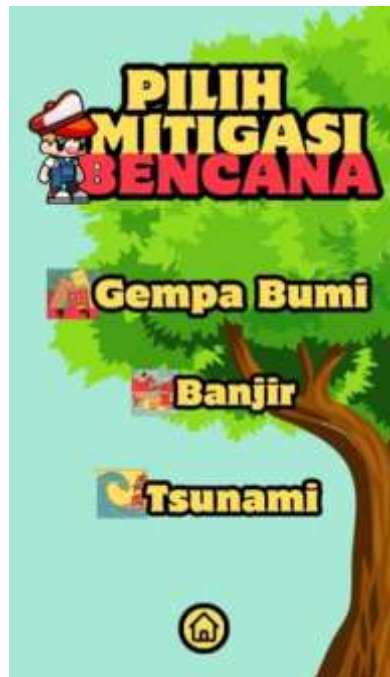 PILIH
MITIGASI
BENCANA
Gempa Bumi
Banjir
Tsunami